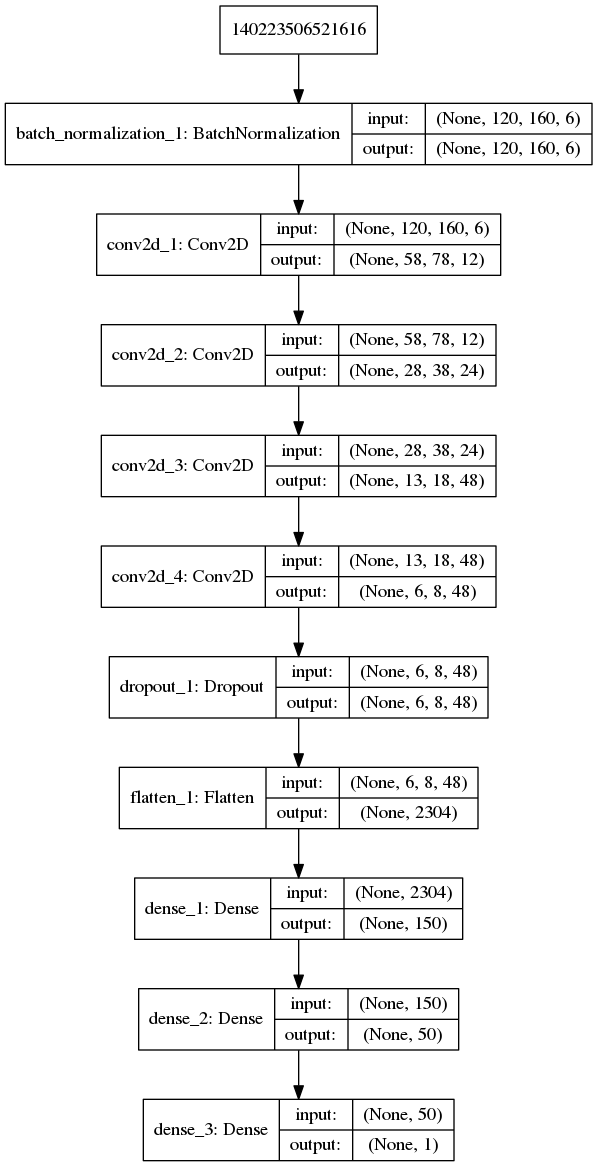 140223506521616
batch_normalization_1: BatchNormalization
input: (None, 120, 160, 6)
output: (None, 120, 160, 6)
conv2d_1: Conv2D
input: (None, 120, 160, 6)
output: (None, 58, 78, 12)
conv2d_2: Conv2D
input: (None, 58, 78, 12)
output: (None, 28, 38, 24)
conv2d_3: Conv2D
input: (None, 28, 38, 24)
output: (None, 13, 18, 48)
conv2d_4: Conv2D
input: (None, 13, 18, 48)
output: (None, 6, 8, 48)
dropout_1: Dropout
input: (None, 6, 8, 48)
output: (None, 6, 8, 48)
flatten_1: Flatten
input: (None, 6, 8, 48)
output: (None, 2304)
dense_1: Dense
input: (None, 2304)
output: (None, 150)
dense_2: Dense
input: (None, 150)
output: (None, 50)
dense_3: Dense
input: (None, 50)
output: (None, 1)